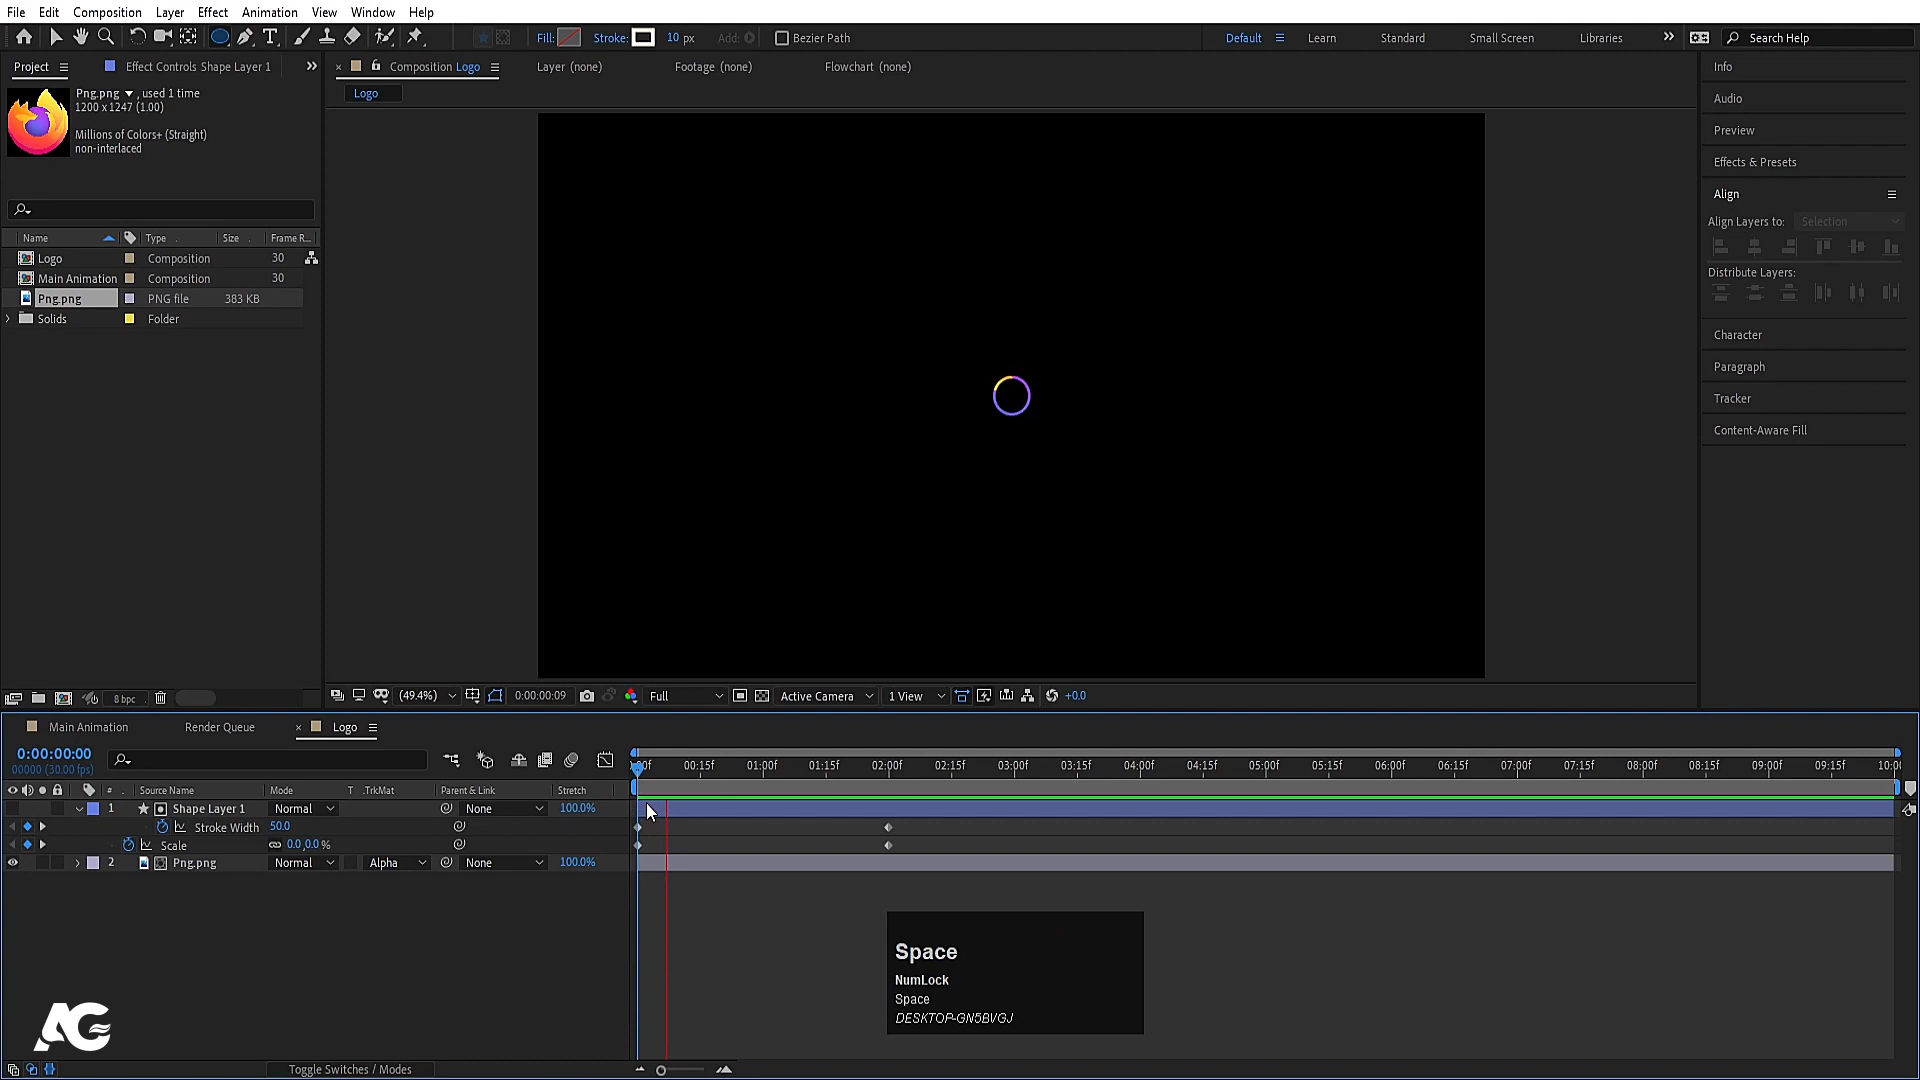 File Edit Composition Layer Effect Animation View Window Help
Fill: Stroke: 10 px Add: Bezier Path Default Learn Standard Small Screen Libraries Search Help
Project Effect Controls Shape Layer 1 Composition Logo Layer (none) Footage (none) Flowchart (none) Info
Logo
Png.png , used 1 time
1200 x 1247 (1.00)
Millions of Colors+ (Straight)
non-interlaced
Audio
Preview
Effects & Presets
Align
Align Layers to: Selection
Distribute Layers:
Character
Paragraph
Tracker
Content-Aware Fill
Name Type Size Frame R...
Logo Composition 30
Main Animation Composition 30
Png.png PNG file 383 KB
Solids Folder
8 bpc (49.4%) 0:00:00:09 Full Active Camera 1 View +0.0
Main Animation Render Queue Logo
0:00:00:00
00000 (30.00 fps)
00f 00:15f 01:00f 01:15f 02:00f 02:15f 03:00f 03:15f 04:00f 04:15f 05:00f 05:15f 06:00f 06:15f 07:00f 07:15f 08:00f 08:15f 09:00f 09:15f 10:0
# Source Name Mode T .TrkMat Parent & Link Stretch
1 Shape Layer 1 Normal None 100.0%
Stroke Width 50.0
Scale 0.0,0.0 %
2 Png.png Normal Alpha None 100.0%
Space
NumLock
Space
DESKTOP-GN5BVGJ
AG
Toggle Switches / Modes